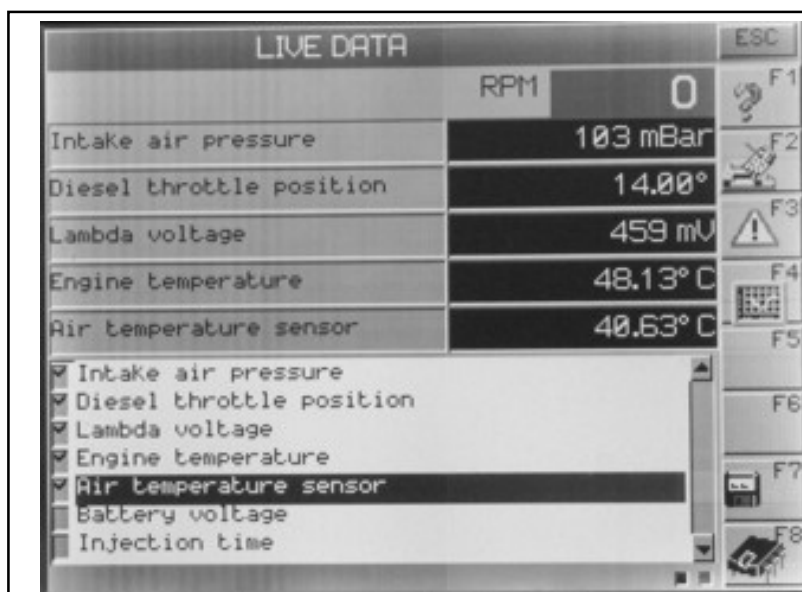 LIVE DATA
ESC
RPM 0
F1
Intake air pressure 103 mBar
F2
Diesel throttle position 14.00°
Lambda voltage 459 mV
F3
Engine temperature 48.13° C
F4
Air temperature sensor 40.63° C
F5
Intake air pressure
Diesel throttle position
F6
Lambda voltage
Engine temperature
Air temperature sensor
F7
Battery voltage
Injection time
F8